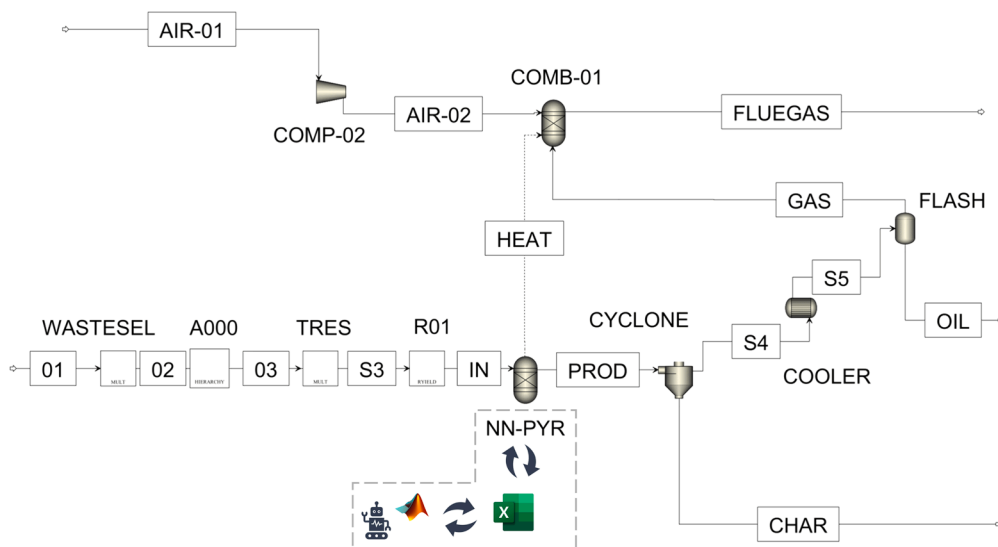 AIR-01
COMP-02
AIR-02
COMB-01
FLUEGAS
GAS
FLASH
HEAT
S5
OIL
WASTESEL
A000
TRES
R01
CYCLONE
S4
COOLER
01
MULT
02
HIERARCHY
03
MULT
S3
RYIELD
IN
PROD
NN-PYR
X
CHAR